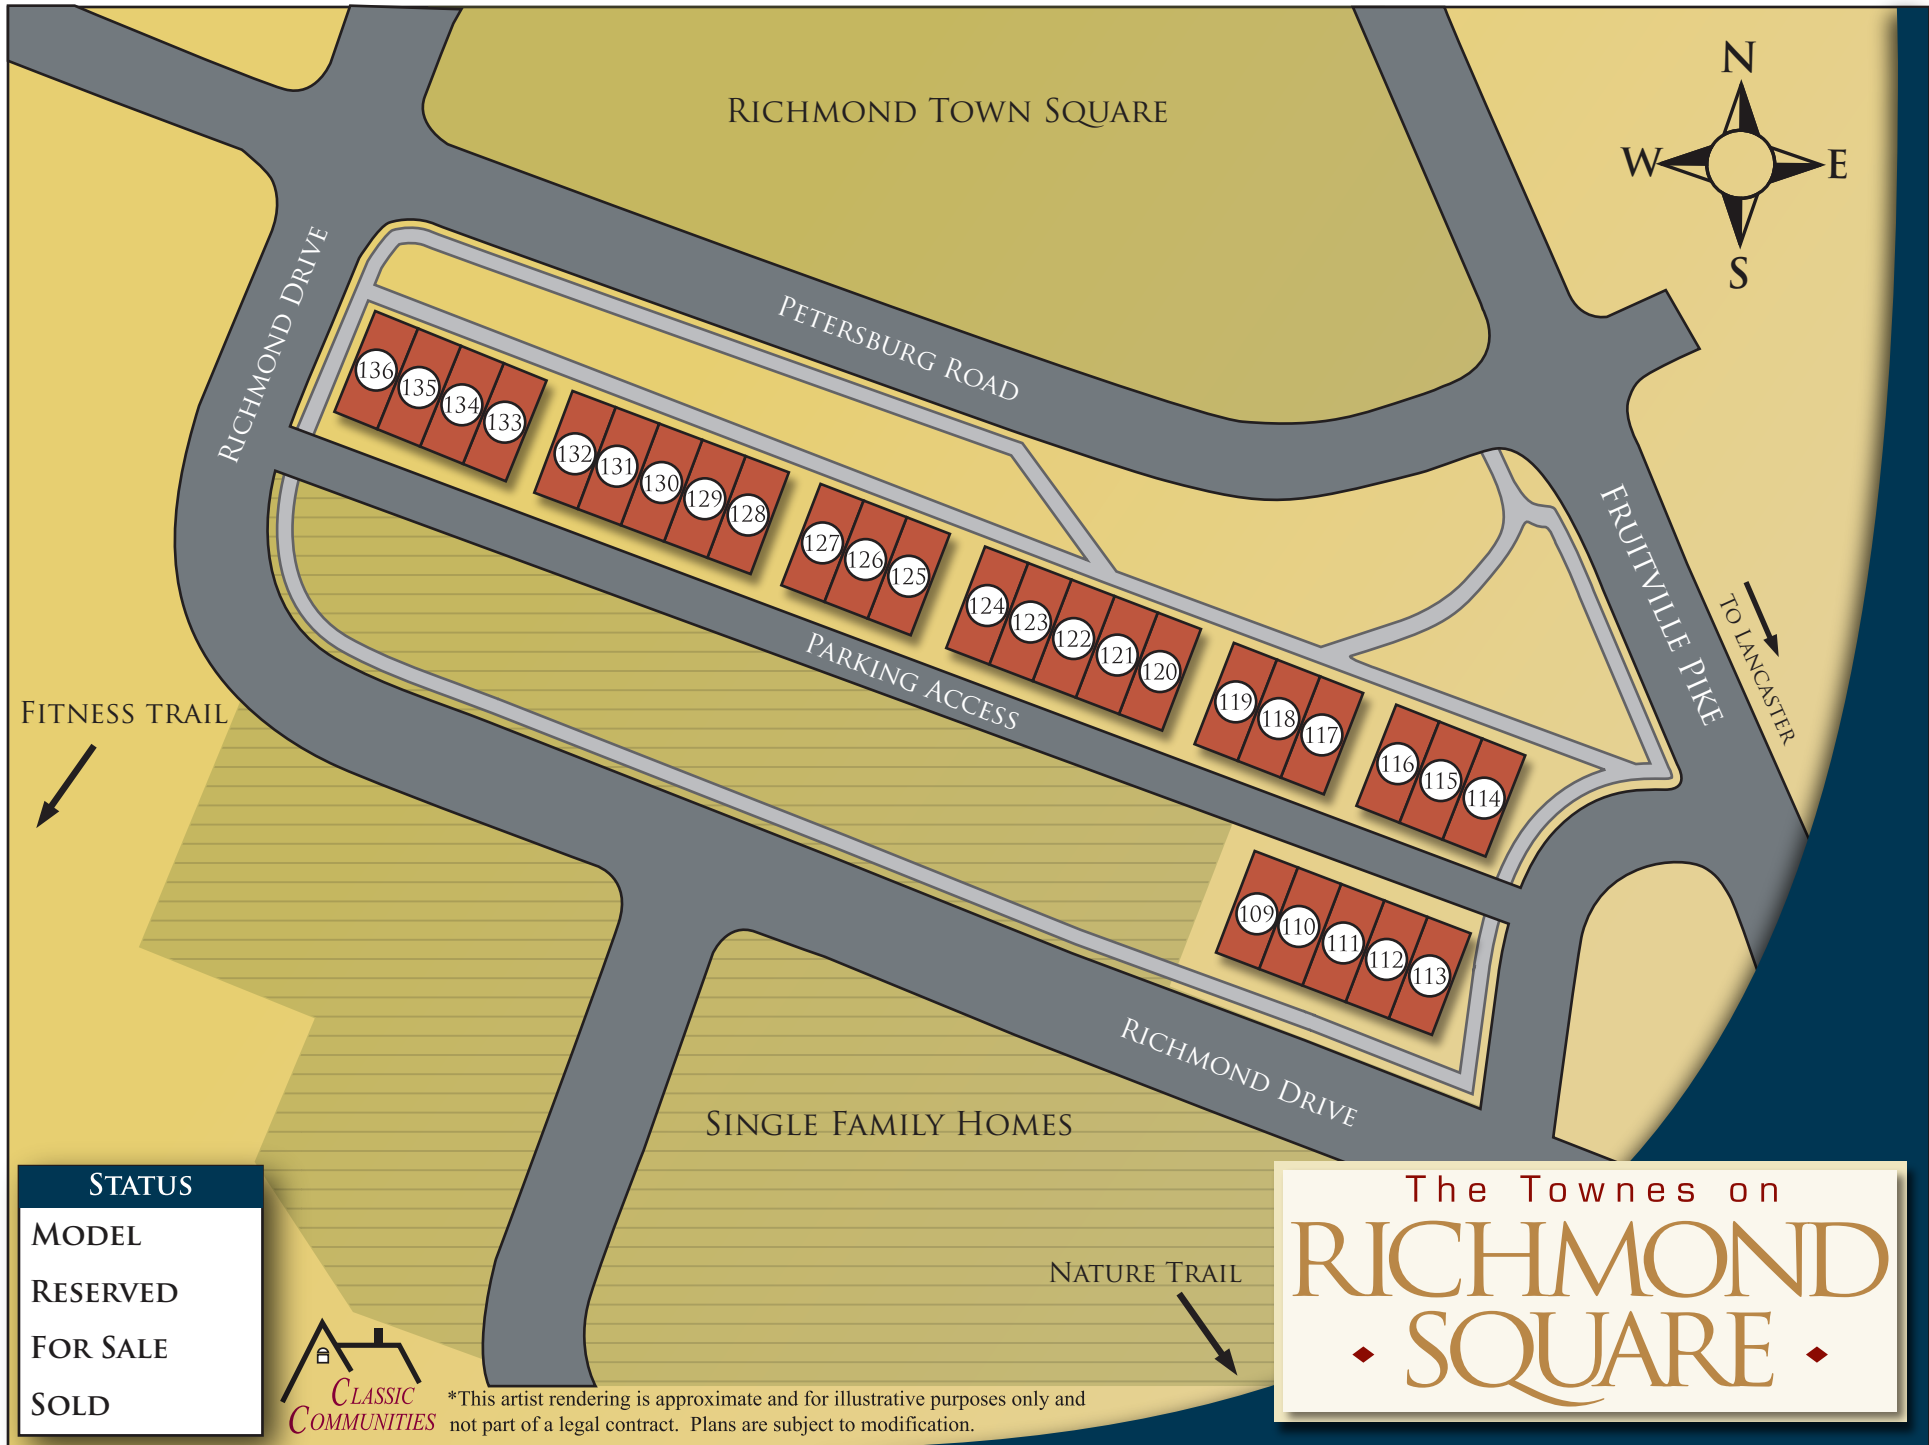 Richmond Town Square
N
W
E
S
Richmond Drive
Petersburg Road
136
135
134
133
132
131
130
129
128
127
126
125
124
123
122
121
120
119
118
117
116
115
114
Parking Access
Fruitville Pike
to Lancaster
Fitness trail
109
110
111
112
113
Richmond Drive
Single Family Homes
Nature Trail
Status
Model
Reserved
For Sale
Sold
Classic
Communities
*This artist rendering is approximate and for illustrative purposes only and
not part of a legal contract. Plans are subject to modification.
The Townes on
RICHMOND
SQUARE